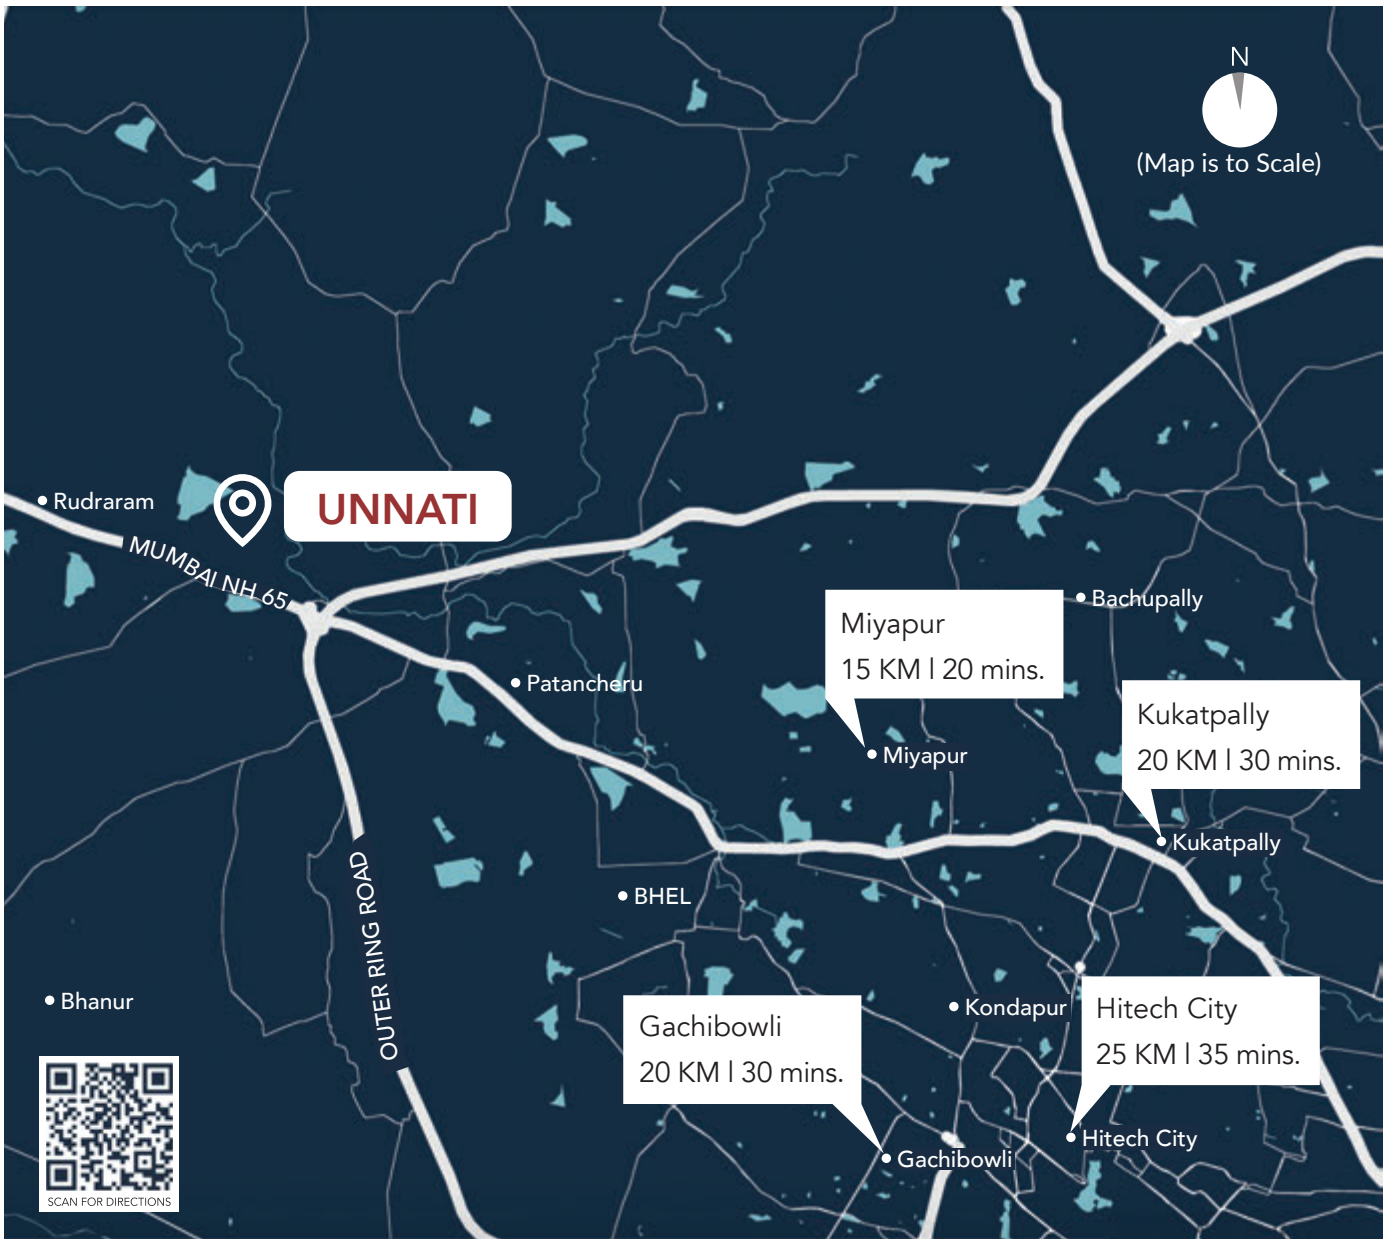 N
(Map is to Scale)
Rudraram
UNNATI
MUMBAI NH 65
Bachupally
Miyapur
15 KM | 20 mins.
Patancheru
Kukatpally
20 KM | 30 mins.
Miyapur
Kukatpally
OUTER RING ROAD
BHEL
Bhanur
Kondapur
Gachibowli
20 KM | 30 mins.
Hitech City
25 KM | 35 mins.
Hitech City
Gachibowli
SCAN FOR DIRECTIONS